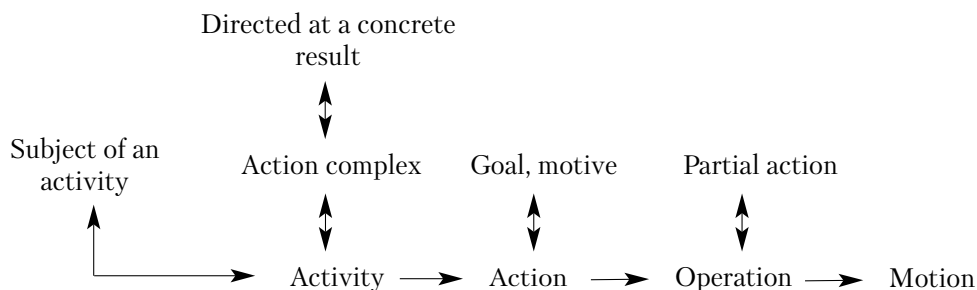 Directed at a concrete
result
Subject of an
activity
Action complex
Goal, motive
Partial action
Activity
Action
Operation
Motion